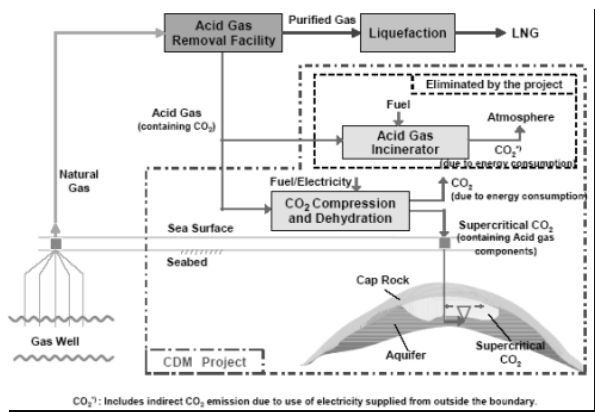 Acid Gas
Removal Facility
Purified Gas
Liquefaction
LNG
Eliminated by the project
Fuel
Atmosphere
Acid Gas
(containing CO2)
Acid Gas
Incinerator
CO2*)
(due to energy consumption)
Natural
Gas
Fuel/Electricity
CO2
(due to energy consumption)
CO2 Compression
and Dehydration
Sea Surface
Supercritical CO2
(containing Acid gas
components)
Seabed
Cap Rock
Gas Well
Aquifer
Supercritical
CO2
CDM Project
CO2*) : Includes indirect CO2 emission due to use of electricity supplied from outside the boundary.